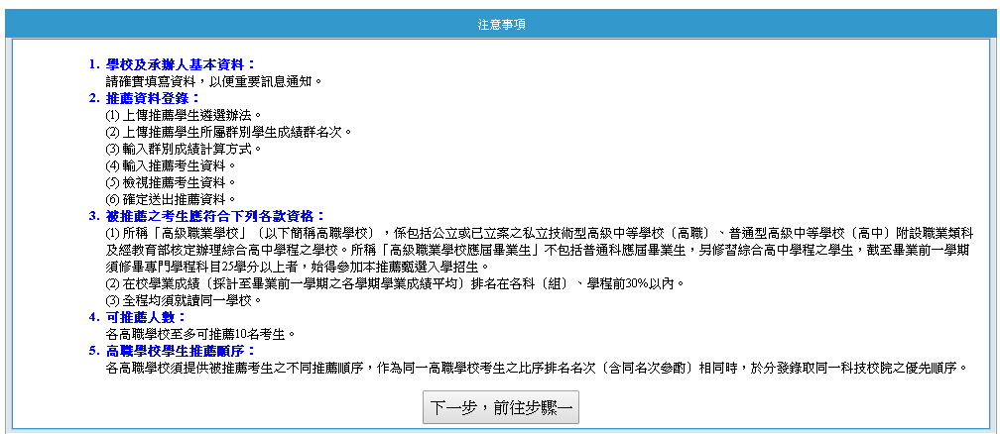 注意事項
1. 學校及承辦人基本資料：
請確實填寫資料，以便重要訊息通知。
2. 推薦資料登錄：
(1) 上傳推薦學生遴選辦法。
(2) 上傳推薦學生所屬群別學生成績群名次。
(3) 輸入群別成績計算方式。
(4) 輸入推薦考生資料。
(5) 檢視推薦考生資料。
(6) 確定送出推薦資料。
3. 被推薦之考生應符合下列各款資格：
(1) 所稱「高級職業學校」〔以下簡稱高職學校〕，係包括公立或已立案之私立技術型高級中等學校〔高職〕、普通型高級中等學校〔高中〕附設職業類科
及經教育部核定辦理綜合高中學程之學校。所稱「高級職業學校應屆畢業生」不包括普通科應屆畢業生，另修習綜合高中學程之學生，截至畢業前一學期
須修畢專門學程科目25學分以上者，始得參加本推薦甄選入學招生。
(2) 在校學業成績〔採計至畢業前一學期之各學期學業成績平均〕排名在各科〔組〕、學程前30%以內。
(3) 全程均須就讀同一學校。
4. 可推薦人數：
各高職學校至多可推薦10名考生。
5. 高職學校學生推薦順序：
各高職學校須提供被推薦考生之不同推薦順序，作為同一高職學校考生之比序排名名次〔含同名次參酌〕相同時，於分發錄取同一科技校院之優先順序。
下一步，前往步驟一